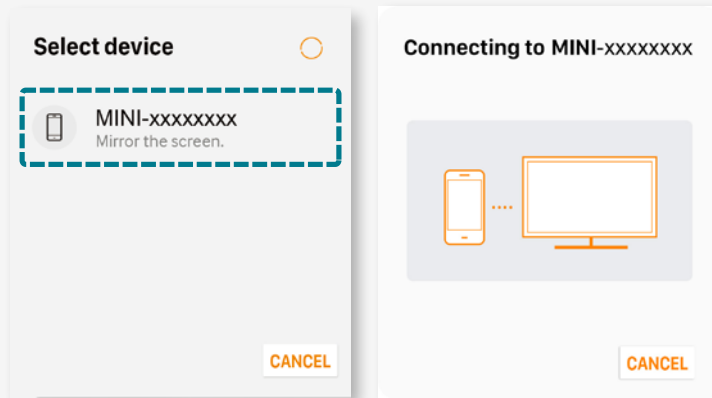 Select device
MINI-xxxxxxxx
Mirror the screen.
CANCEL
Connecting to MINI-xxxxxxxx
CANCEL